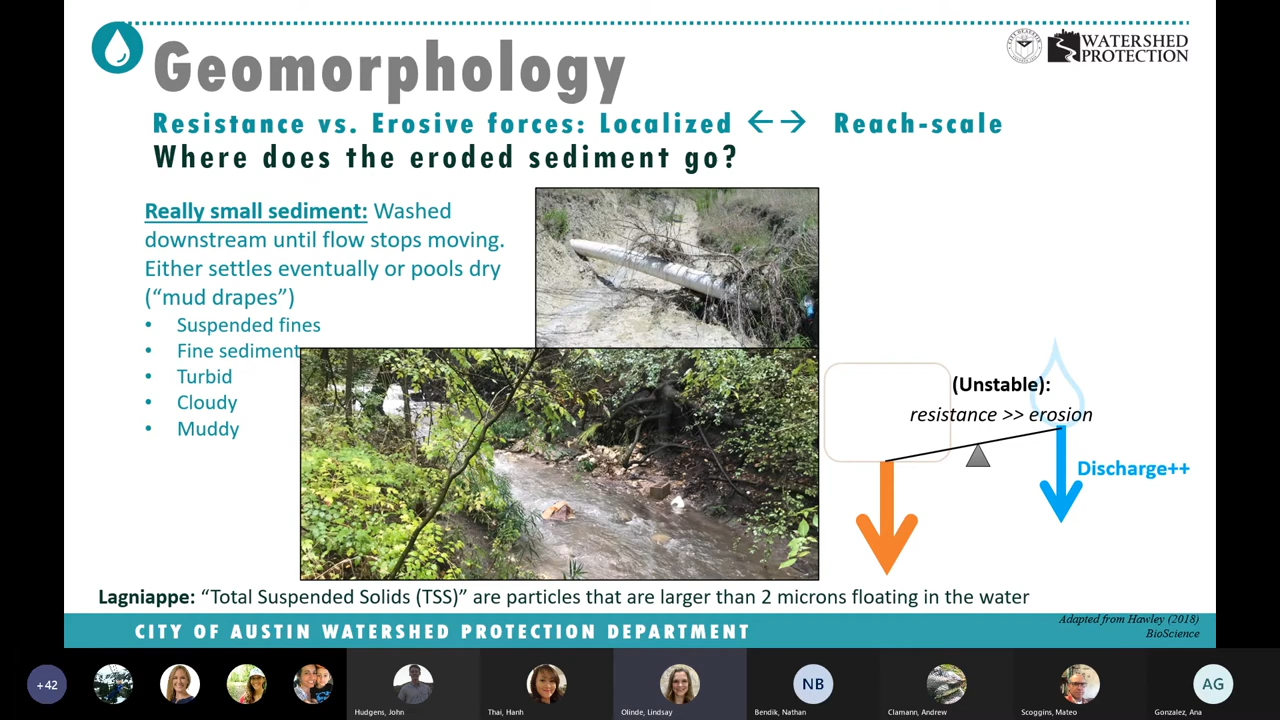 Geomorphology
WATERSHED
PROTECTION
Resistance vs. Erosive forces: Localized ←→ Reach-scale
Where does the eroded sediment go?
Really small sediment: Washed
downstream until flow stops moving.
Either settles eventually or pools dry
(“mud drapes”)
• Suspended fines
• Fine sediment
• Turbid
• Cloudy
• Muddy
(Unstable):
resistance >> erosion
Discharge++
Lagniappe: “Total Suspended Solids (TSS)” are particles that are larger than 2 microns floating in the water
CITY OF AUSTIN WATERSHED PROTECTION DEPARTMENT
Adapted from Hawley (2018)
BioScience
+42
NB
AG
Hudgens, John
Thai, Hanh
Olinde, Lindsay
Bendik, Nathan
Clamann, Andrew
Scoggins, Mateo
Gonzalez, Ana